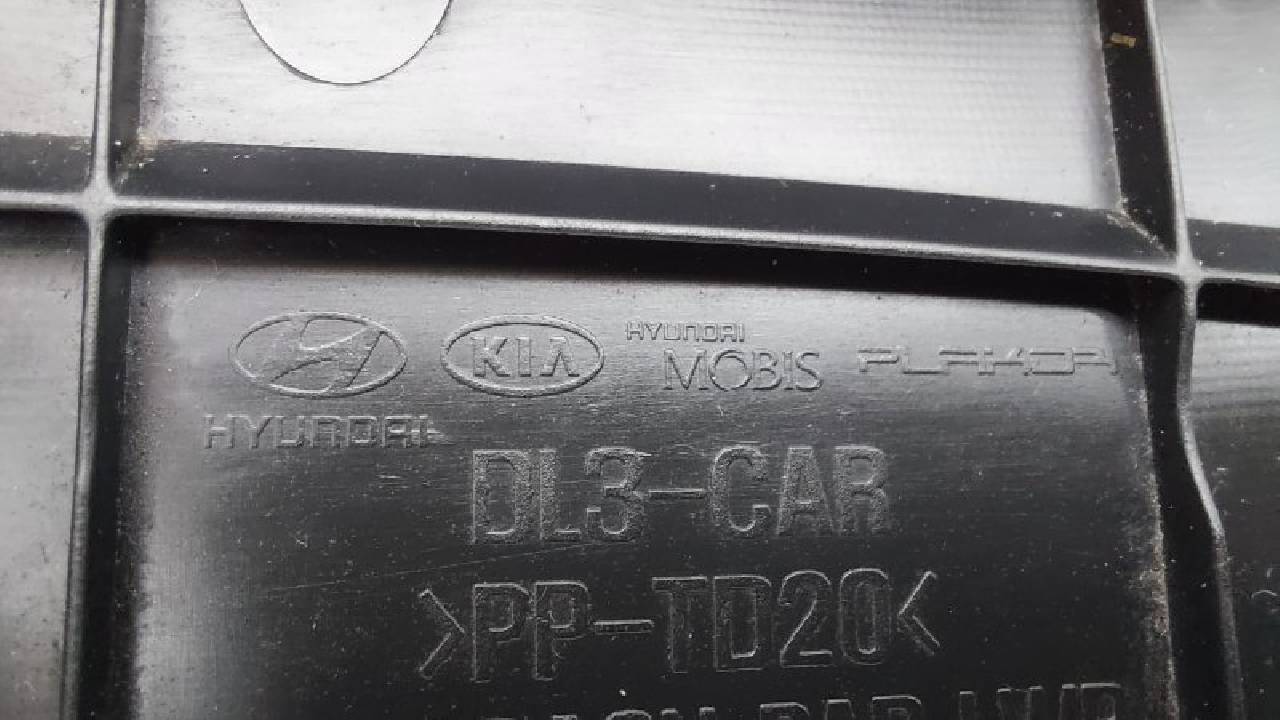 KIA HYUNDAI MOBIS PLAKOR
HYUNDAI
DL3-CAR
>PP-TD20<